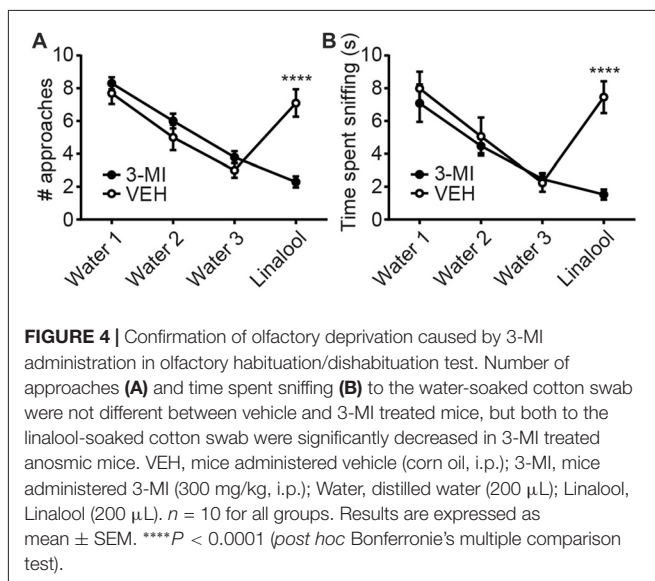 A
B
# approaches
10
8
6
4
2
0
****
3-MI
VEH
Water 1
Water 2
Water 3
Linalool
Time spent sniffing (s)
10
8
6
4
2
0
****
3-MI
VEH
Water 1
Water 2
Water 3
Linalool
FIGURE 4 | Confirmation of olfactory deprivation caused by 3-MI
administration in olfactory habituation/dishabituation test. Number of
approaches (A) and time spent sniffing (B) to the water-soaked cotton swab
were not different between vehicle and 3-MI treated mice, but both to the
linalool-soaked cotton swab were significantly decreased in 3-MI treated
anosmic mice. VEH, mice administered vehicle (corn oil, i.p.); 3-MI, mice
administered 3-MI (300 mg/kg, i.p.); Water, distilled water (200 μL); Linalool,
Linalool (200 μL). n = 10 for all groups. Results are expressed as
mean ± SEM. ****P < 0.0001 (post hoc Bonferronie's multiple comparison
test).